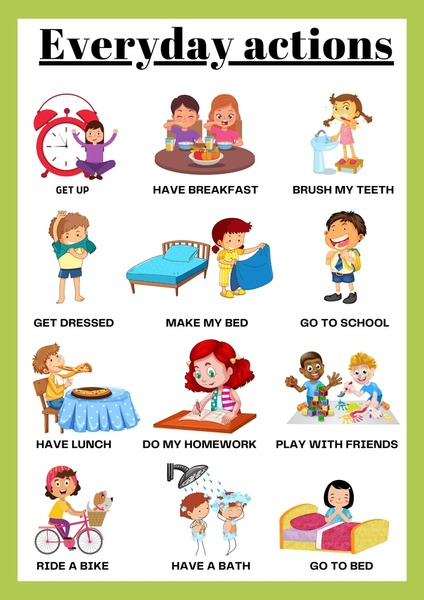 Everyday actions
GET UP
HAVE BREAKFAST
BRUSH MY TEETH
GET DRESSED
MAKE MY BED
GO TO SCHOOL
HAVE LUNCH
DO MY HOMEWORK
PLAY WITH FRIENDS
RIDE A BIKE
HAVE A BATH
GO TO BED